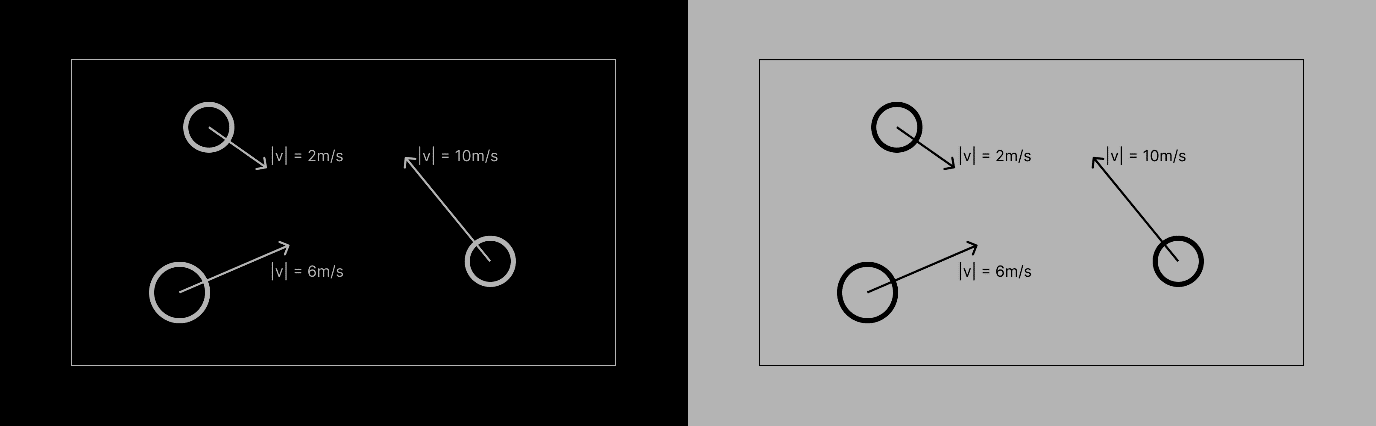 |v| = 2m/s
|v| = 10m/s
|v| = 6m/s
|v| = 2m/s
|v| = 10m/s
|v| = 6m/s